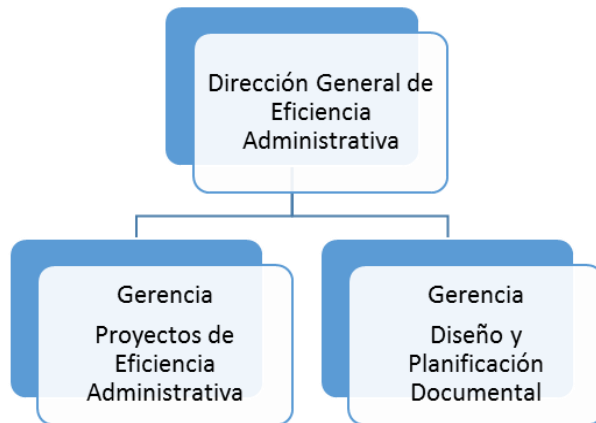 Dirección General de
Eficiencia
Administrativa
Gerencia
Proyectos de
Eficiencia
Administrativa
Gerencia
Diseño y
Planificación
Documental